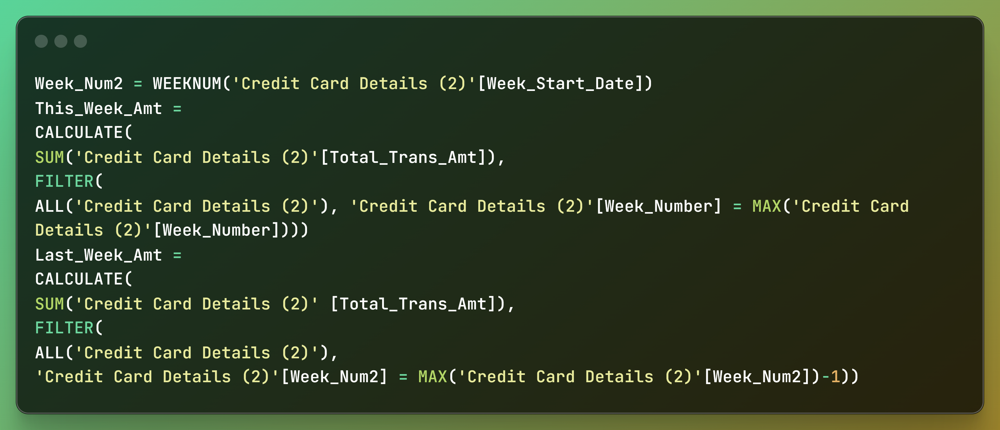 Week_Num2 = WEEKNUM('Credit Card Details (2)'[Week_Start_Date])
This_Week_Amt =
CALCULATE(
SUM('Credit Card Details (2)'[Total_Trans_Amt]),
FILTER(
ALL('Credit Card Details (2)'), 'Credit Card Details (2)'[Week_Number] = MAX('Credit Card
Details (2)'[Week_Number])))
Last_Week_Amt =
CALCULATE(
SUM('Credit Card Details (2)' [Total_Trans_Amt]),
FILTER(
ALL('Credit Card Details (2)'),
'Credit Card Details (2)'[Week_Num2] = MAX('Credit Card Details (2)'[Week_Num2])-1))